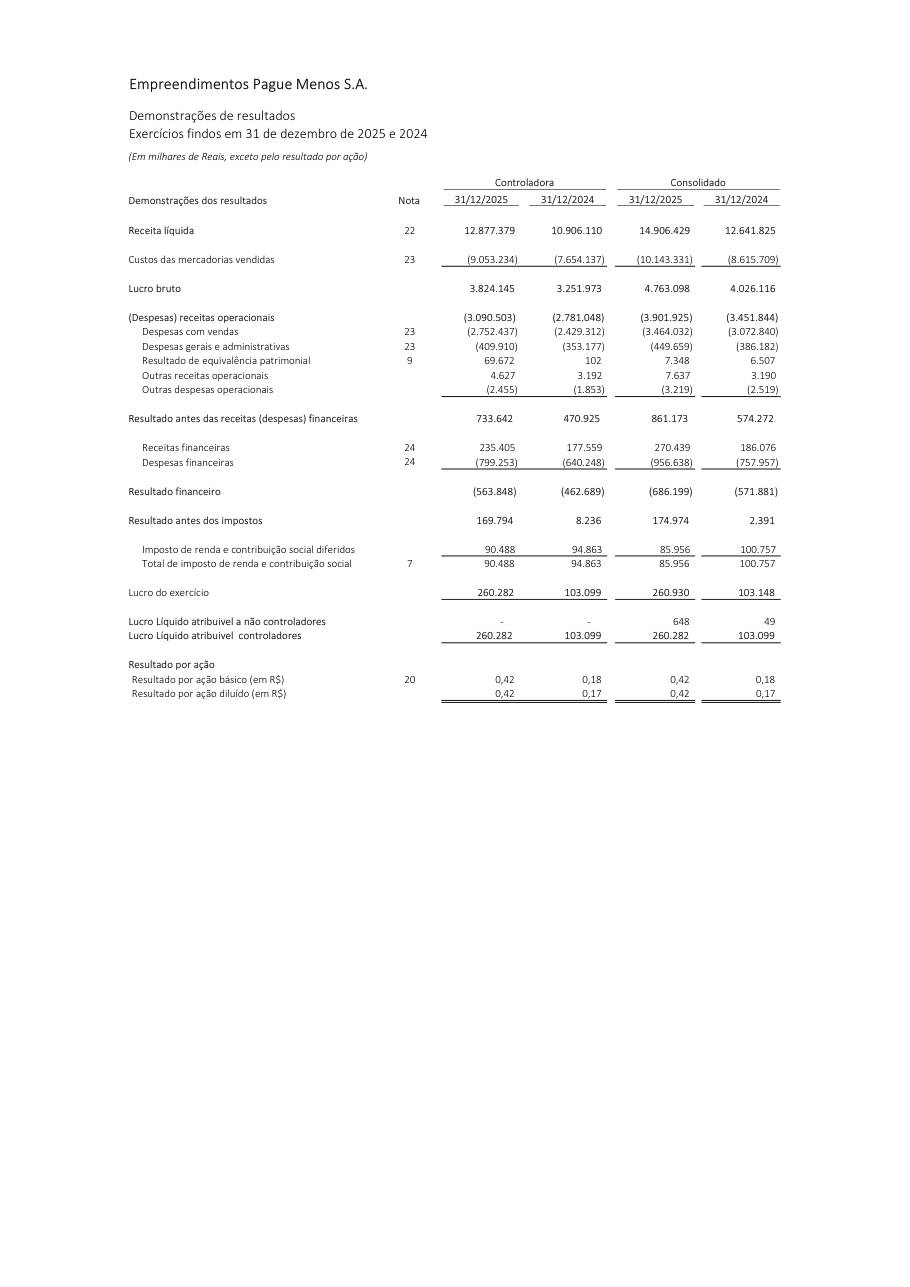 Empreendimentos Pague Menos S.A.
Demonstrações de resultados
Exercícios findos em 31 de dezembro de 2025 e 2024
(Em milhares de Reais, exceto pelo resultado por ação)
Controladora Consolidado
Demonstrações dos resultados Nota 31/12/2025 31/12/2024 31/12/2025 31/12/2024
Receita líquida 22 12.877.379 10.906.110 14.906.429 12.641.825
Custos das mercadorias vendidas 23 (9.053.234) (7.654.137) (10.143.331) (8.615.709)
Lucro bruto 3.824.145 3.251.973 4.763.098 4.026.116
(Despesas) receitas operacionais (3.090.503) (2.781.048) (3.901.925) (3.451.844)
Despesas com vendas 23 (2.752.437) (2.429.312) (3.464.032) (3.072.840)
Despesas gerais e administrativas 23 (409.910) (353.177) (449.659) (386.182)
Resultado de equivalência patrimonial 9 69.672 102 7.348 6.507
Outras receitas operacionais 4.627 3.192 7.637 3.190
Outras despesas operacionais (2.455) (1.853) (3.219) (2.519)
Resultado antes das receitas (despesas) financeiras 733.642 470.925 861.173 574.272
Receitas financeiras 24 235.405 177.559 270.439 186.076
Despesas financeiras 24 (799.253) (640.248) (956.638) (757.957)
Resultado financeiro (563.848) (462.689) (686.199) (571.881)
Resultado antes dos impostos 169.794 8.236 174.974 2.391
Imposto de renda e contribuição social diferidos 90.488 94.863 85.956 100.757
Total de imposto de renda e contribuição social 7 90.488 94.863 85.956 100.757
Lucro do exercício 260.282 103.099 260.930 103.148
Lucro Líquido atribuivel a não controladores - - 648 49
Lucro Líquido atribuivel controladores 260.282 103.099 260.282 103.099
Resultado por ação
Resultado por ação básico (em R$) 20 0,42 0,18 0,42 0,18
Resultado por ação diluído (em R$) 0,42 0,17 0,42 0,17